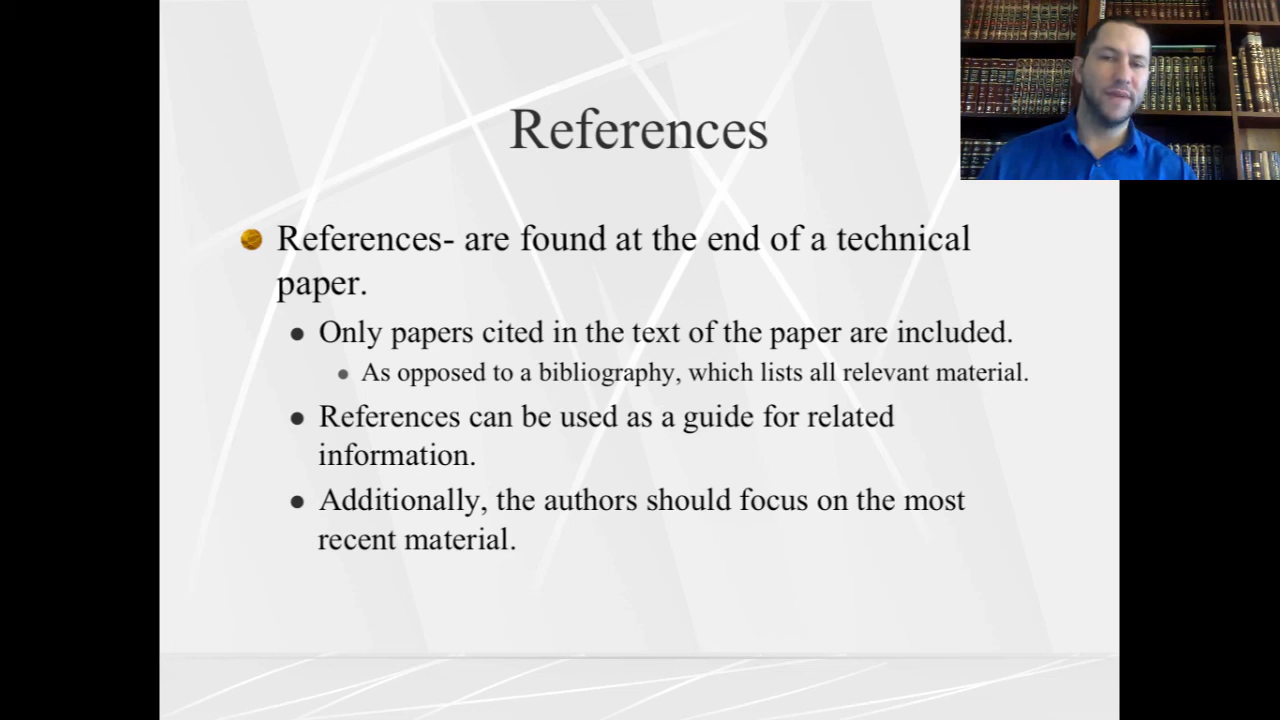 References
References- are found at the end of a technical
paper.
Only papers cited in the text of the paper are included.
As opposed to a bibliography, which lists all relevant material.
References can be used as a guide for related
information.
Additionally, the authors should focus on the most
recent material.